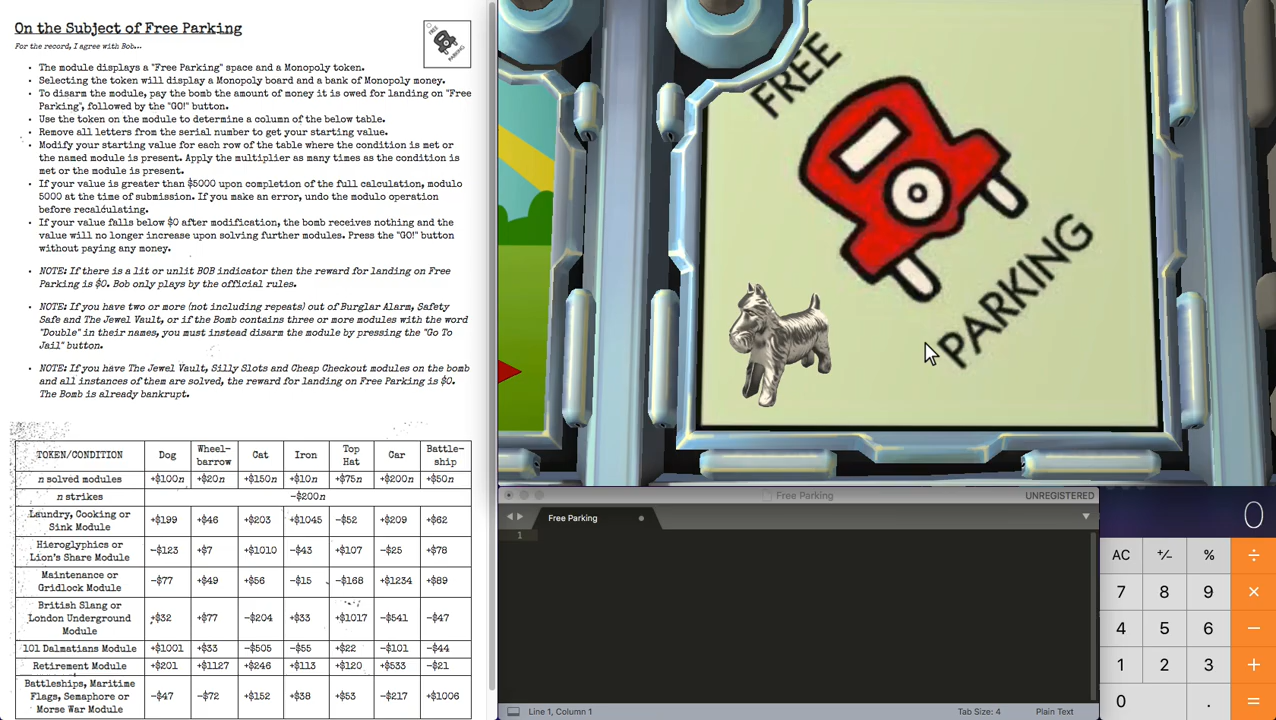 On the Subject of Free Parking
For the record, I agree with Bob...
FREE
PARKING
• The module displays a "Free Parking" space and a Monopoly token.
• Selecting the token will display a Monopoly board and a bank of Monopoly money.
• To disarm the module, pay the bomb the amount of money it is owed for landing on "Free
Parking", followed by the "GO!" button.
• Use the token on the module to determine a column of the below table.
• Remove all letters from the serial number to get your starting value.
• Modify your starting value for each row of the table where the condition is met or
the named module is present. Apply the multiplier as many times as the condition is
met or the module is present.
• If your value is greater than $5000 upon completion of the full calculation, modulo
5000 at the time of submission. If you make an error, undo the modulo operation
before recalculating.
• If your value falls below $0 after modification, the bomb receives nothing and the
value will no longer increase upon solving further modules. Press the "GO!" button
without paying any money.
• NOTE: If there is a lit or unlit BOB indicator then the reward for landing on Free
Parking is $0. Bob only plays by the official rules.
• NOTE: If you have two or more (not including repeats) out of Burglar Alarm, Safety
Safe and The Jewel Vault, or if the Bomb contains three or more modules with the word
"Double" in their names, you must instead disarm the module by pressing the "Go To
Jail" button.
• NOTE: If you have The Jewel Vault, Silly Slots and Cheap Checkout modules on the bomb
and all instances of them are solved, the reward for landing on Free Parking is $0.
The Bomb is already bankrupt.
TOKEN/CONDITION Dog Wheel-barrow Cat Iron Top Hat Car Battle-ship
n solved modules +$100n +$20n +$150n +$10n +$75n +$200n +$50n
n strikes −$200n
Laundry, Cooking or Sink Module +$199 +$46 +$203 +$1045 −$52 +$209 +$62
Hieroglyphics or Lion's Share Module −$123 +$7 +$1010 −$43 +$107 −$25 +$78
Maintenance or Gridlock Module −$77 +$49 +$56 −$15 −$168 +$1234 +$89
British Slang or London Underground Module +$32 +$77 −$204 +$33 +$1017 −$541 −$47
101 Dalmatians Module +$1001 +$33 −$505 −$55 +$22 −$101 −$44
Retirement Module +$201 +$1127 +$246 +$113 +$120 +$533 −$21
Battleships, Maritime Flags, Semaphore or Morse War Module −$47 −$72 +$152 +$38 +$53 −$217 +$1006
FREE
PARKING
Free Parking
UNREGISTERED
Free Parking
1
Line 1, Column 1
Tab Size: 4
Plain Text
0
AC +/- % ÷
7 8 9 ×
4 5 6 −
1 2 3 +
0 . =